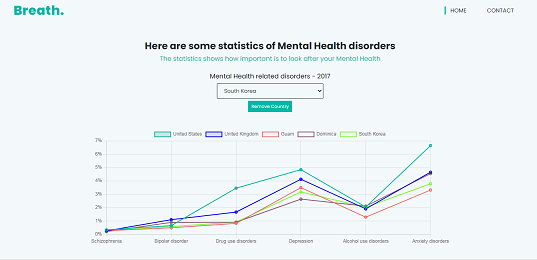 Breath.
HOME CONTACT
Here are some statistics of Mental Health disorders
The statistics shows how important is to look after your Mental Health
Mental Health related disorders - 2017
South Korea
Remove Country
United States United Kingdom Guam Dominica South Korea
7%
6%
5%
4%
3%
2%
1%
0%
Schizophrenia Bipolar disorder Drug use disorders Depression Alcohol use disorders Anxiety disorders